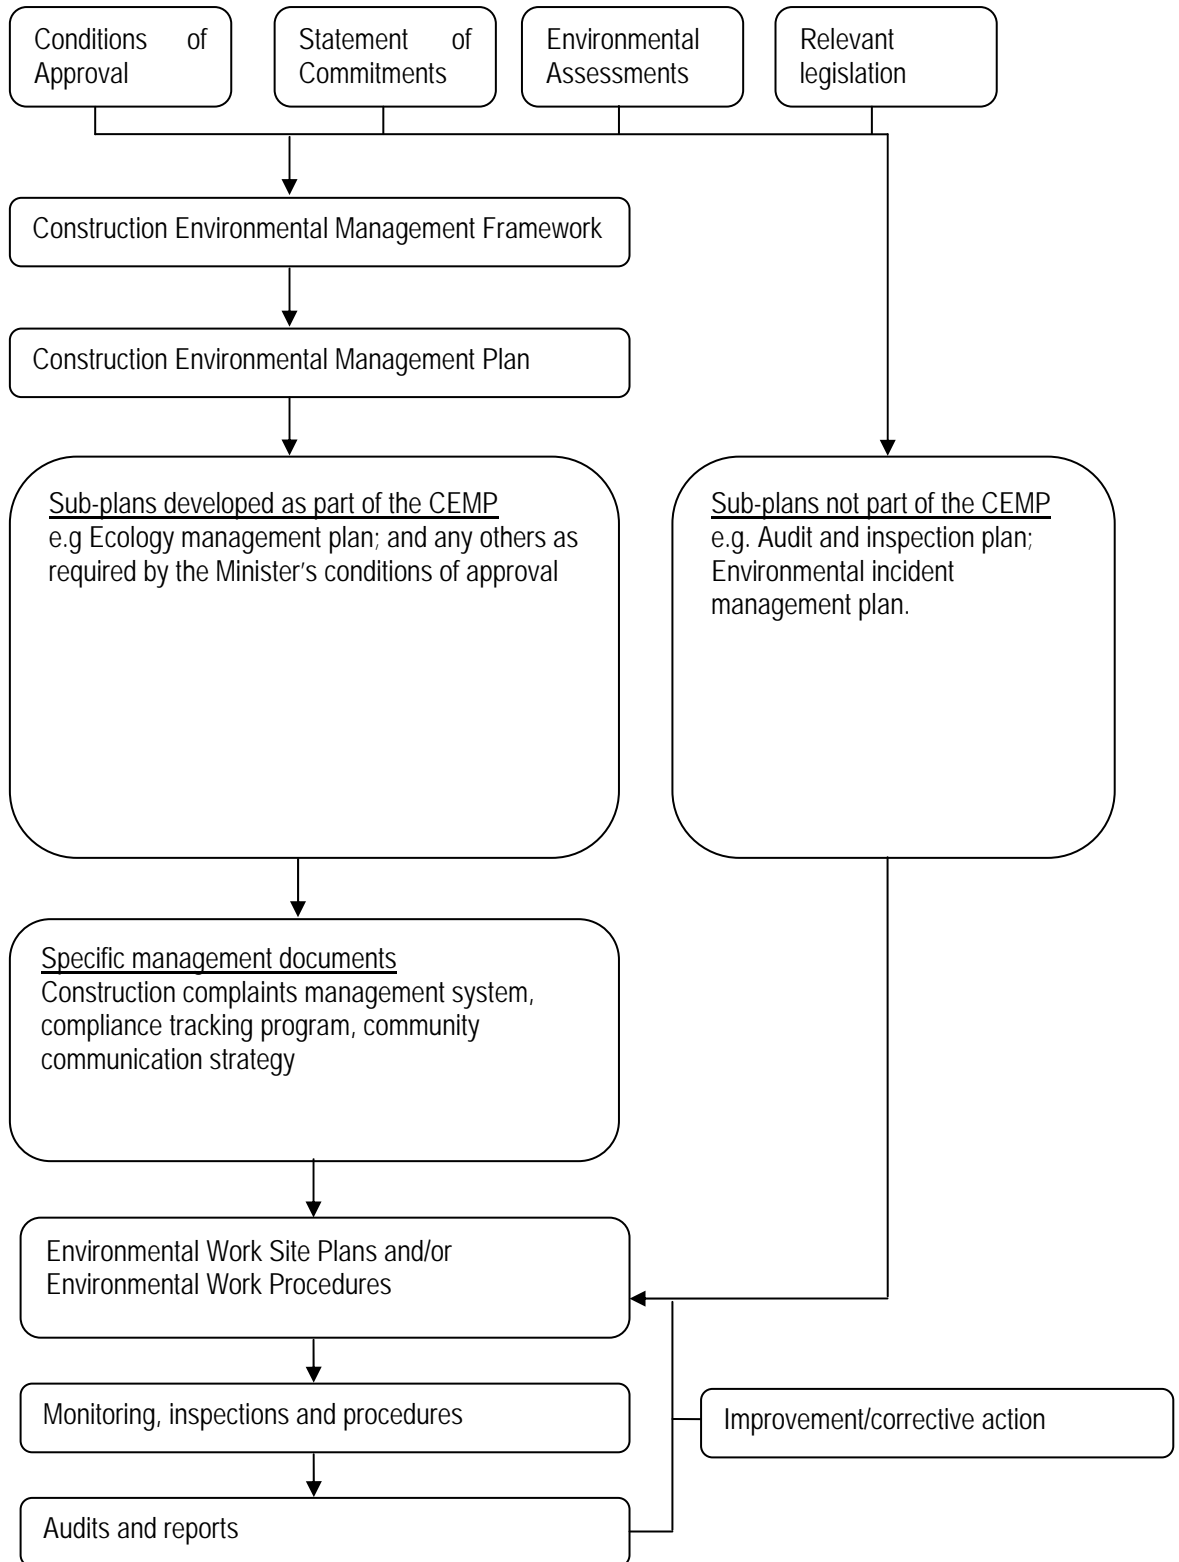 Conditions of
Approval
Statement of
Commitments
Environmental
Assessments
Relevant
legislation
Construction Environmental Management Framework
Construction Environmental Management Plan
Sub-plans developed as part of the CEMP
e.g Ecology management plan; and any others as
required by the Minister's conditions of approval
Sub-plans not part of the CEMP
e.g. Audit and inspection plan;
Environmental incident
management plan.
Specific management documents
Construction complaints management system,
compliance tracking program, community
communication strategy
Environmental Work Site Plans and/or
Environmental Work Procedures
Monitoring, inspections and procedures
Improvement/corrective action
Audits and reports